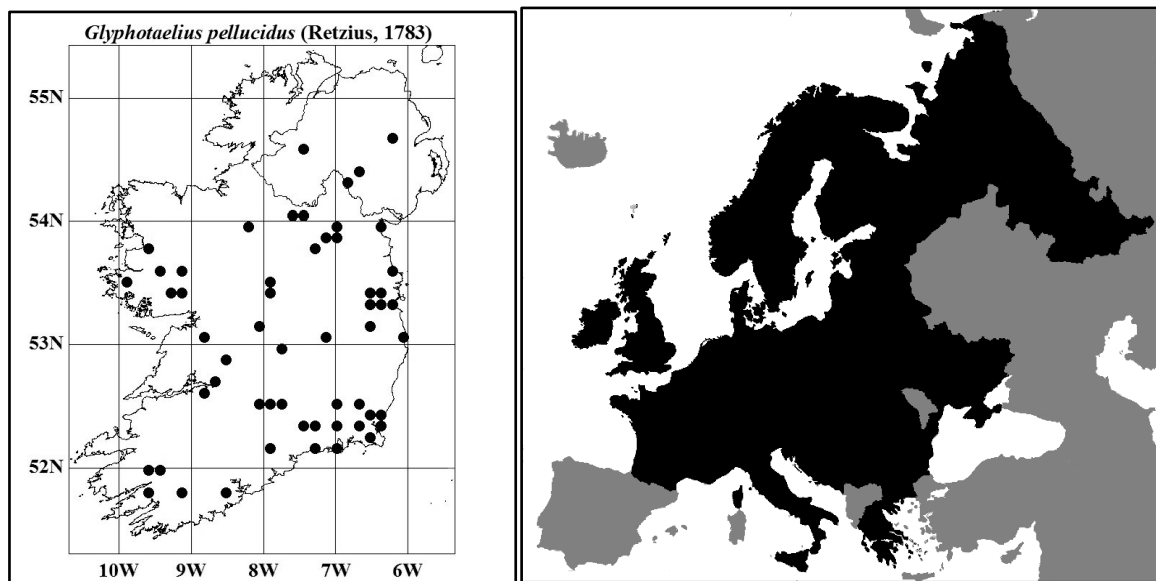 Glyphotaelius pellucidus (Retzius, 1783)
55N
54N
53N
52N
10W 9W 8W 7W 6W